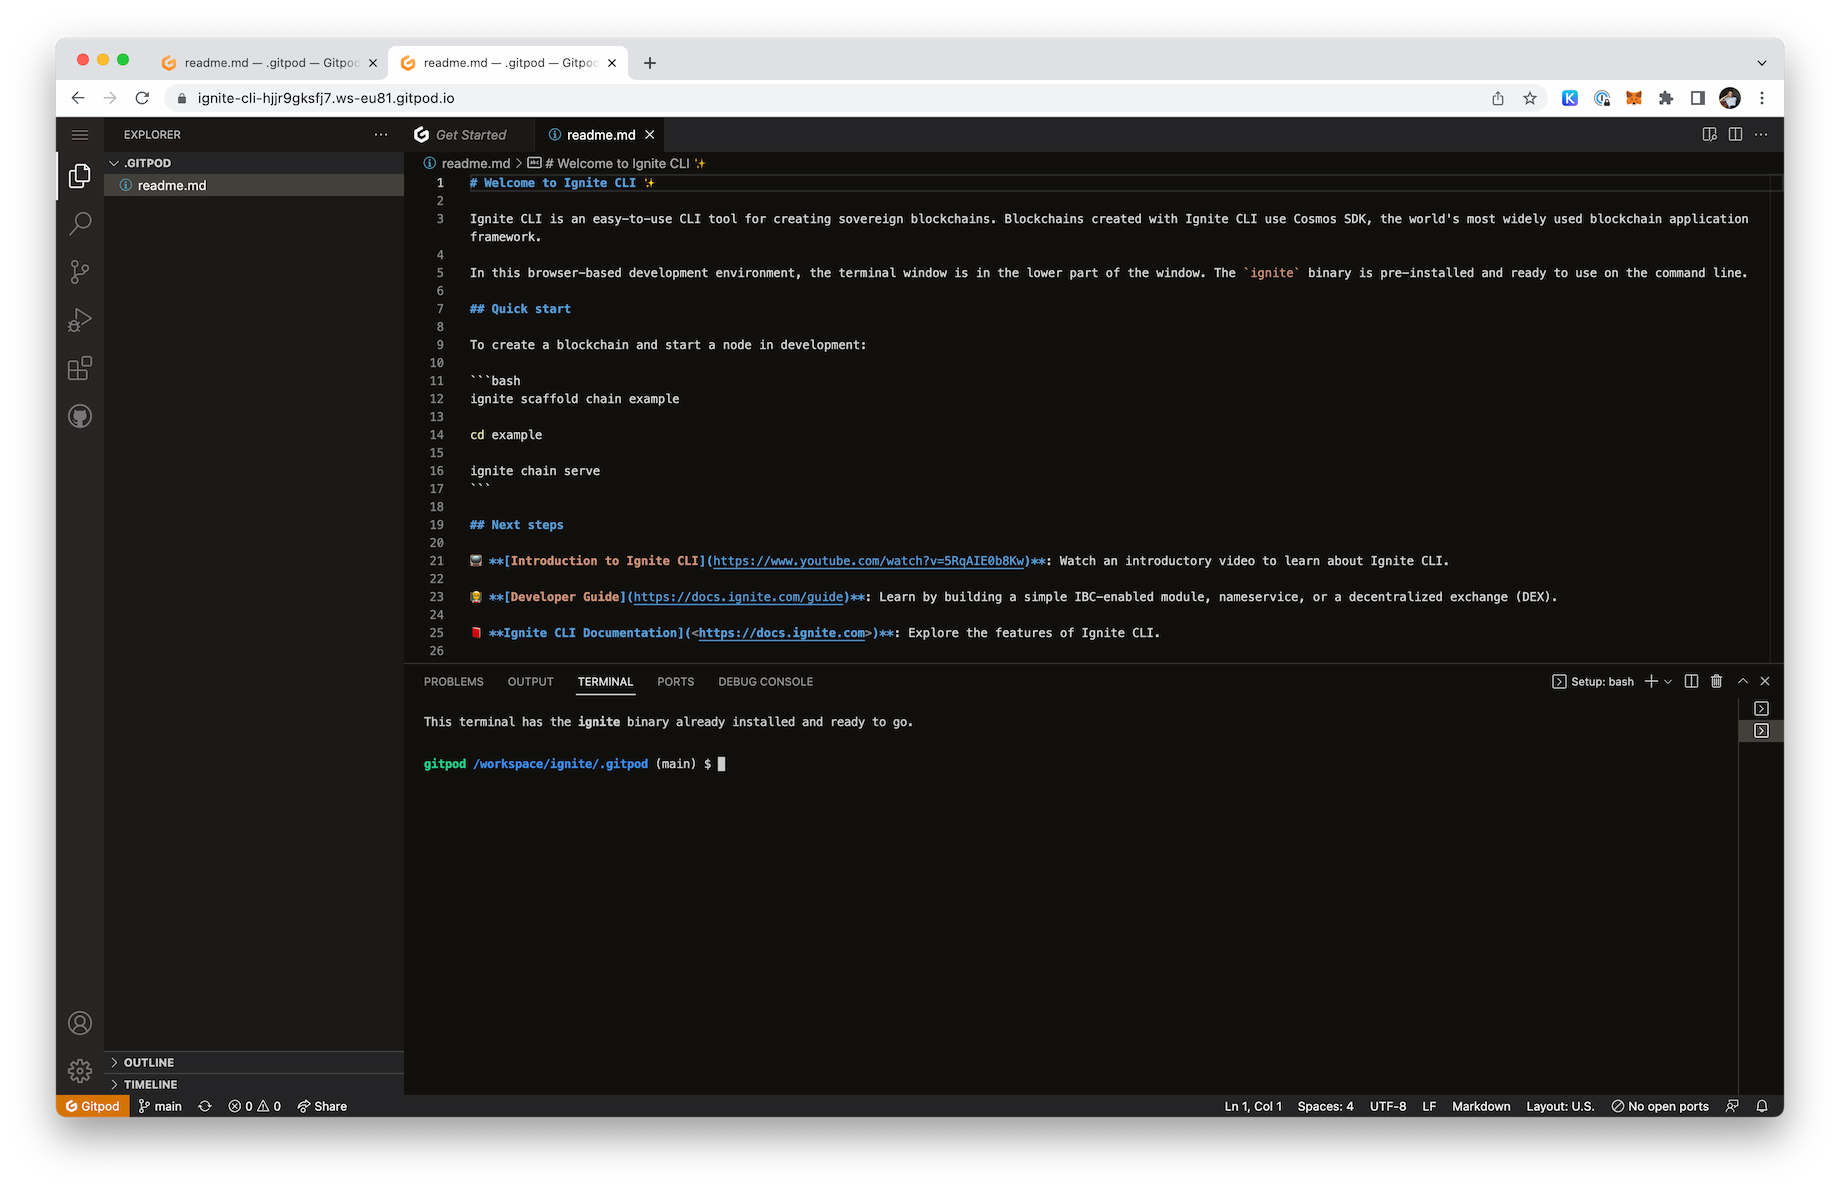 readme.md — .gitpod — Gitpod
readme.md — .gitpod — Gitpod
ignite-cli-hjjr9gksfj7.ws-eu81.gitpod.io
EXPLORER
Get Started
readme.md
.GITPOD
readme.md
readme.md > # Welcome to Ignite CLI ✨
1 # Welcome to Ignite CLI ✨
2
3 Ignite CLI is an easy-to-use CLI tool for creating sovereign blockchains. Blockchains created with Ignite CLI use Cosmos SDK, the world's most widely used blockchain application
framework.
4
5 In this browser-based development environment, the terminal window is in the lower part of the window. The `ignite` binary is pre-installed and ready to use on the command line.
6
7 ## Quick start
8
9 To create a blockchain and start a node in development:
10
11 ```bash
12 ignite scaffold chain example
13
14 cd example
15
16 ignite chain serve
17 ```
18
19 ## Next steps
20
21 **[Introduction to Ignite CLI](https://www.youtube.com/watch?v=5RqAIE0b8Kw)**: Watch an introductory video to learn about Ignite CLI.
22
23 **[Developer Guide](https://docs.ignite.com/guide)**: Learn by building a simple IBC-enabled module, nameservice, or a decentralized exchange (DEX).
24
25 **Ignite CLI Documentation](<https://docs.ignite.com>)**: Explore the features of Ignite CLI.
26
PROBLEMS OUTPUT TERMINAL PORTS DEBUG CONSOLE
Setup: bash
This terminal has the ignite binary already installed and ready to go.
gitpod /workspace/ignite/.gitpod (main) $
OUTLINE
TIMELINE
Gitpod main 0 0 Share
Ln 1, Col 1 Spaces: 4 UTF-8 LF Markdown Layout: U.S. No open ports